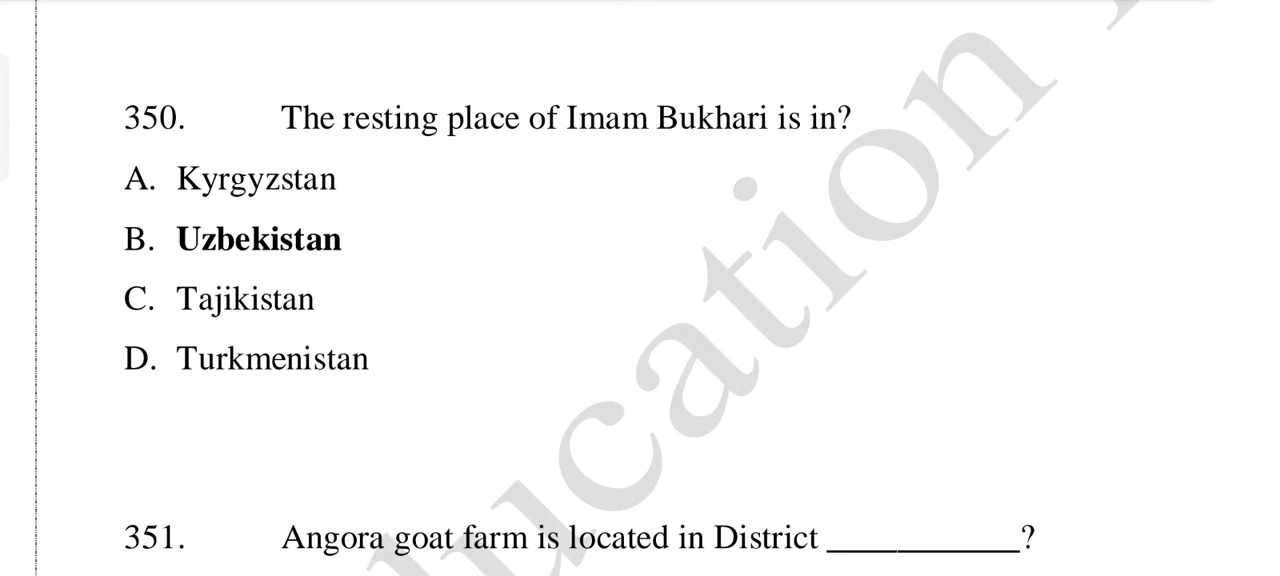 350. The resting place of Imam Bukhari is in?
A. Kyrgyzstan
B. Uzbekistan
C. Tajikistan
D. Turkmenistan
351. Angora goat farm is located in District ___________?